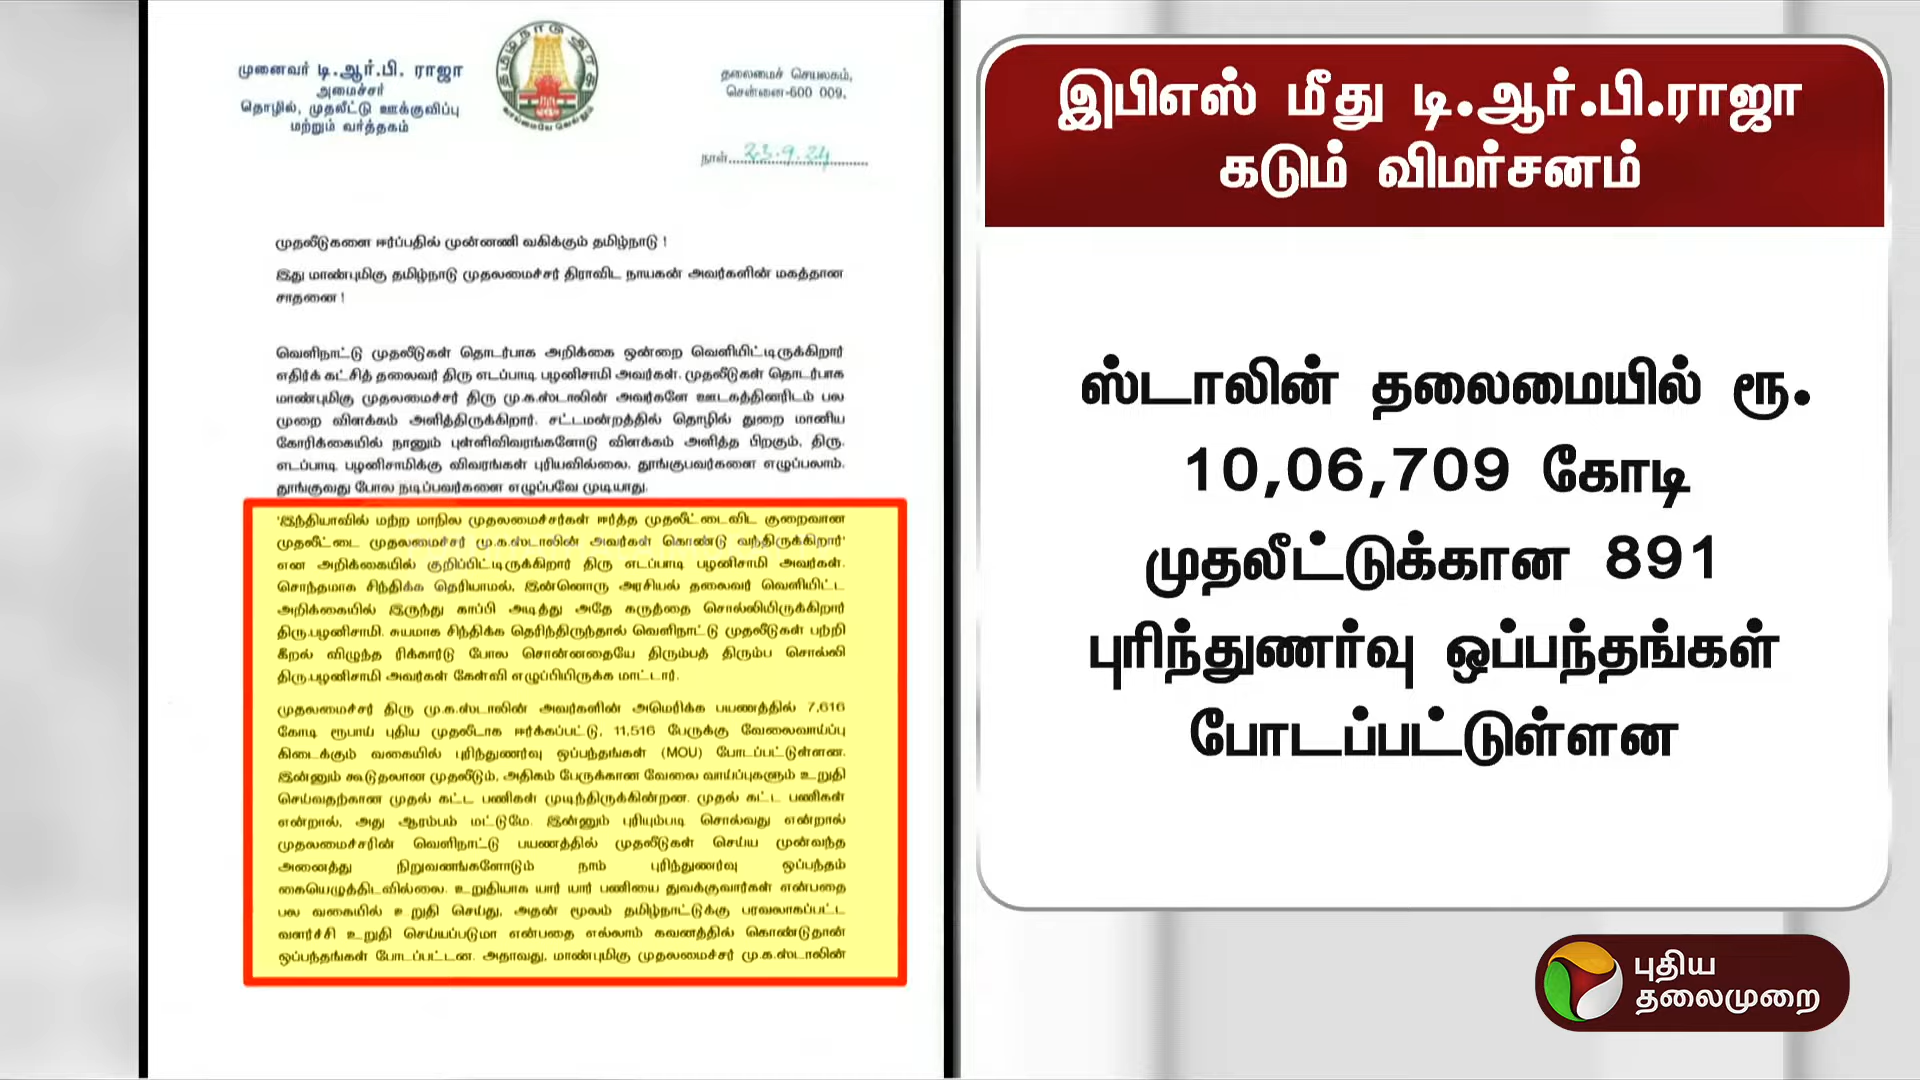 முனைவர் டி.ஆர்.பி. ராஜா
அமைச்சர்
தொழில், முதலீட்டு ஊக்குவிப்பு
மற்றும் வர்த்தகம்
தலைமைச் செயலகம்,
சென்னை-600 009.
நாள்.....23.9.24.....
முதலீடுகளை ஈர்ப்பதில் முன்னணி வகிக்கும் தமிழ்நாடு !
இது மாண்புமிகு தமிழ்நாடு முதலமைச்சர் திராவிட நாயகன் அவர்களின் மகத்தான
சாதனை !
வெளிநாட்டு முதலீடுகள் தொடர்பாக அறிக்கை ஒன்றை வெளியிட்டிருக்கிறார்
எதிர்க் கட்சித் தலைவர் திரு எடப்பாடி பழனிசாமி அவர்கள். முதலீடுகள் தொடர்பாக
மாண்புமிகு முதலமைச்சர் திரு மு.க.ஸ்டாலின் அவர்களே ஊடகத்தினரிடம் பல
முறை விளக்கம் அளித்திருக்கிறார். சட்டமன்றத்தில் தொழில் துறை மானிய
கோரிக்கையில் நானும் புள்ளிவிவரங்களோடு விளக்கம் அளித்த பிறகும், திரு.
எடப்பாடி பழனிசாமிக்கு விவரங்கள் புரியவில்லை. தூங்குபவர்களை எழுப்பலாம்.
தூங்குவது போல நடிப்பவர்களை எழுப்பவே முடியாது.
'இந்தியாவில் மற்ற மாநில முதலமைச்சர்கள் ஈர்த்த முதலீட்டைவிட குறைவான
முதலீட்டை முதலமைச்சர் மு.க.ஸ்டாலின் அவர்கள் கொண்டு வந்திருக்கிறார்'
என அறிக்கையில் குறிப்பிட்டிருக்கிறார் திரு எடப்பாடி பழனிசாமி அவர்கள்.
சொந்தமாக சிந்திக்க தெரியாமல், இன்னொரு அரசியல் தலைவர் வெளியிட்ட
அறிக்கையில் இருந்து காப்பி அடித்து அதே கருத்தை சொல்லியிருக்கிறார்
திரு.பழனிசாமி. சுயமாக சிந்திக்க தெரிந்திருந்தால் வெளிநாட்டு முதலீடுகள் பற்றி
கீறல் விழுந்த ரிக்கார்டு போல சொன்னதையே திரும்பத் திரும்ப சொல்லி
திரு.பழனிசாமி அவர்கள் கேள்வி எழுப்பியிருக்க மாட்டார்.
முதலமைச்சர் திரு மு.க.ஸ்டாலின் அவர்களின் அமெரிக்க பயணத்தில் 7,616
கோடி ரூபாய் புதிய முதலீடாக ஈர்க்கப்பட்டு, 11,516 பேருக்கு வேலைவாய்ப்பு
கிடைக்கும் வகையில் புரிந்துணர்வு ஒப்பந்தங்கள் (MOU) போடப்பட்டுள்ளன.
இன்னும் கூடுதலான முதலீடும், அதிகம் பேருக்கான வேலை வாய்ப்புகளும் உறுதி
செய்வதற்கான முதல் கட்ட பணிகள் முடிந்திருக்கின்றன. முதல் கட்ட பணிகள்
என்றால், அது ஆரம்பம் மட்டுமே. இன்னும் புரியும்படி சொல்வது என்றால்
முதலமைச்சரின் வெளிநாட்டு பயணத்தில் முதலீடுகள் செய்ய முன்வந்த
அனைத்து நிறுவனங்களோடும் நாம் புரிந்துணர்வு ஒப்பந்தம்
கையெழுத்திடவில்லை. உறுதியாக யார் யார் பணியை துவக்குவார்கள் என்பதை
பல வகையில் உறுதி செய்து, அதன் மூலம் தமிழ்நாட்டுக்கு பரவலாகப்பட்ட
வளர்ச்சி உறுதி செய்யப்படுமா என்பதை எல்லாம் கவனத்தில் கொண்டுதான்
ஒப்பந்தங்கள் போடப்பட்டன. அதாவது, மாண்புமிகு முதலமைச்சர் மு.க.ஸ்டாலின்
இபிஎஸ் மீது டி.ஆர்.பி.ராஜா
கடும் விமர்சனம்
ஸ்டாலின் தலைமையில் ரூ.
10,06,709 கோடி
முதலீட்டுக்கான 891
புரிந்துணர்வு ஒப்பந்தங்கள்
போடப்பட்டுள்ளன
புதிய
தலைமுறை